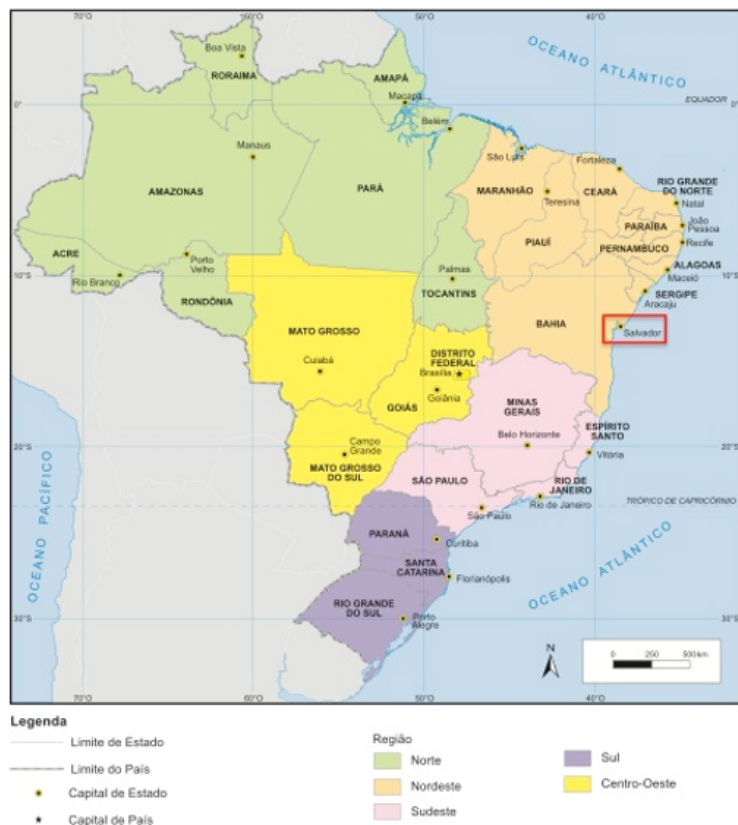 OCEANO ATLÂNTICO
Boa Vista
RORAIMA
AMAPÁ
Macapá
EQUADOR
Belém
São Luís
Fortaleza
Manaus
AMAZONAS
PARÁ
MARANHÃO
Teresina
CEARÁ
RIO GRANDE
DO NORTE
Natal
PARAÍBA
João
Pessoa
PIAUÍ
PERNAMBUCO
Recife
ACRE
Porto
Velho
Rio Branco
RONDÔNIA
Palmas
TOCANTINS
ALAGOAS
Maceió
SERGIPE
Aracaju
10°S
MATO GROSSO
BAHIA
Salvador
Cuiabá
DISTRITO
FEDERAL
Brasília
Goiânia
GOIÁS
MINAS
GERAIS
Belo Horizonte
ESPÍRITO
SANTO
Vitória
20°S
Campo
Grande
MATO GROSSO
DO SUL
SÃO PAULO
São Paulo
RIO DE
JANEIRO
Rio de Janeiro
TRÓPICO DE CAPRICÓRNIO
OCEANO PACÍFICO
PARANÁ
Curitiba
SANTA
CATARINA
Florianópolis
OCEANO ATLÂNTICO
RIO GRANDE
DO SUL
Porto
Alegre
30°S
N
0 250 500 km
70°O 60°O 50°O 40°O
Legenda
Limite de Estado
Limite do País
Capital de Estado
Capital de País
Região
Norte
Nordeste
Sudeste
Sul
Centro-Oeste